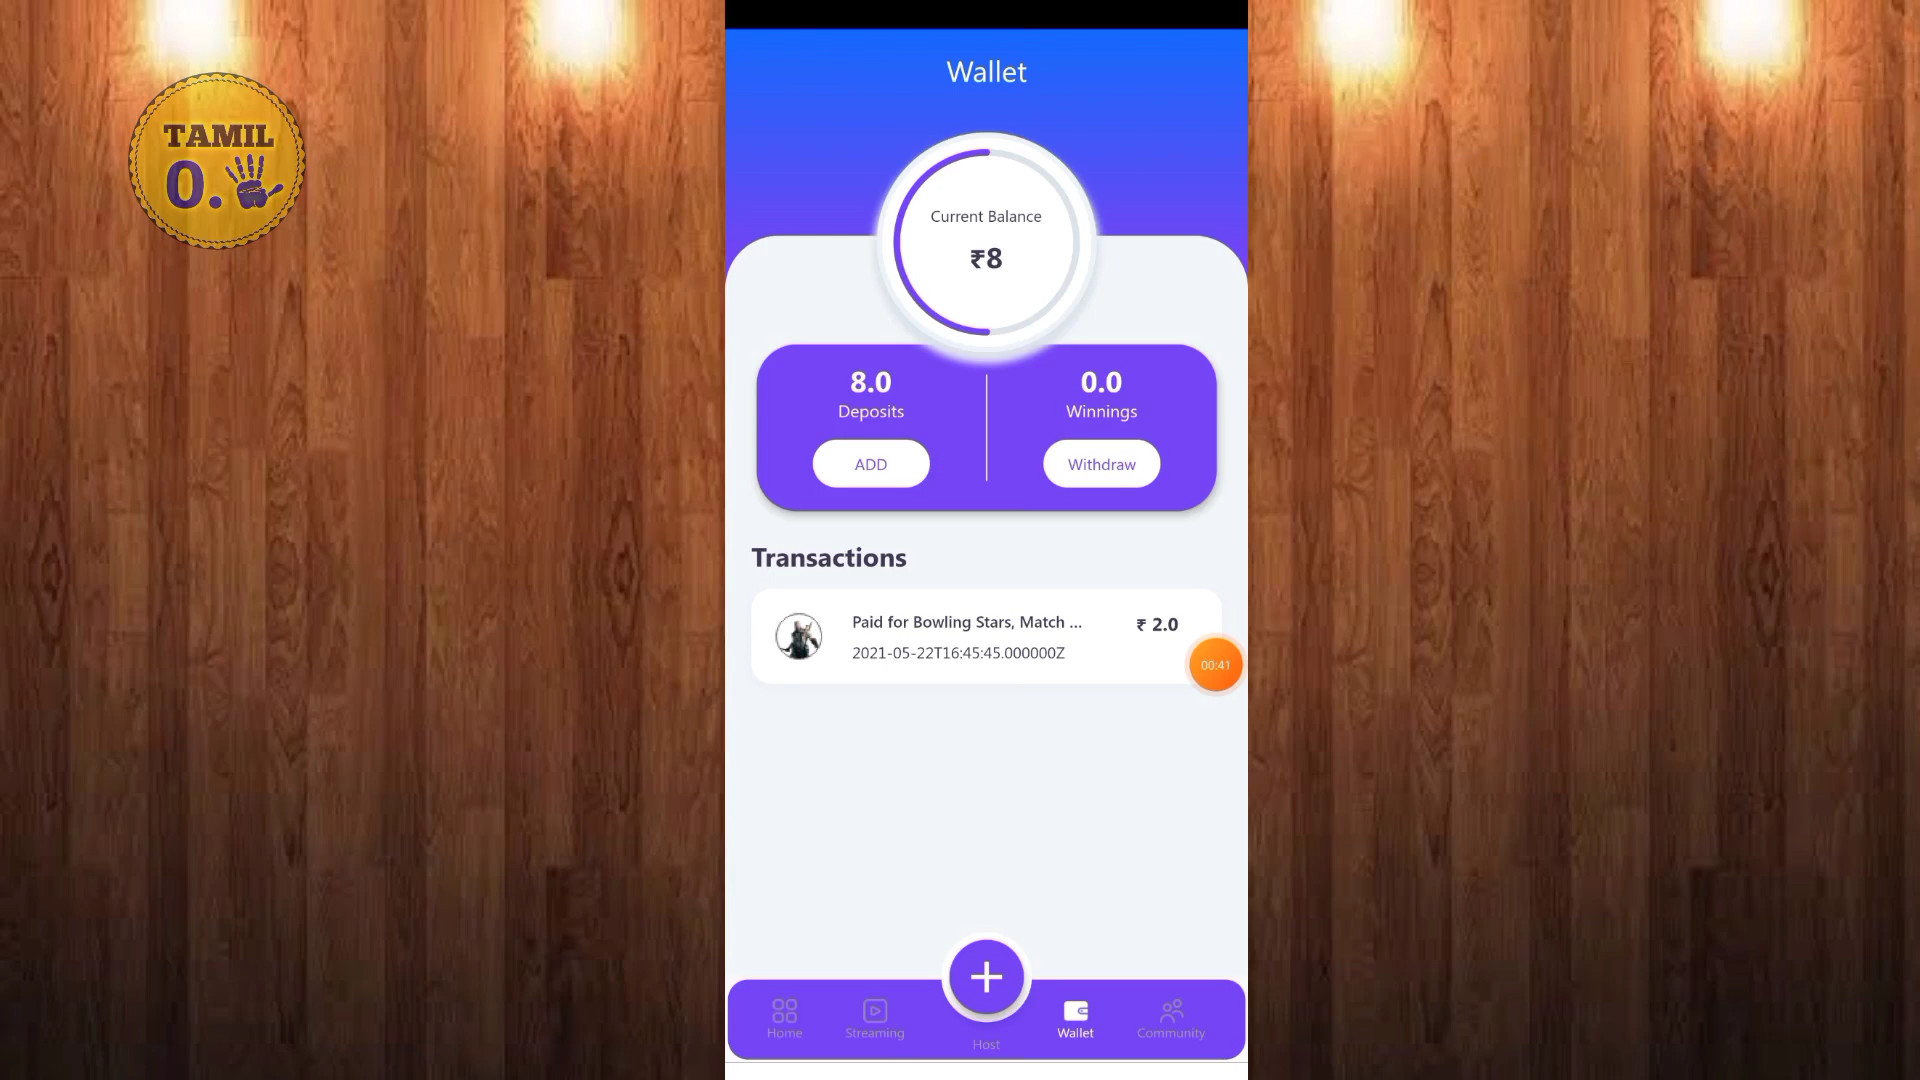 TAMIL
0.
Wallet
Current Balance
₹8
8.0
Deposits
ADD
0.0
Winnings
Withdraw
Transactions
Paid for Bowling Stars, Match ...
₹ 2.0
2021-05-22T16:45:45.000000Z
00:41
Home
Streaming
Host
Wallet
Community